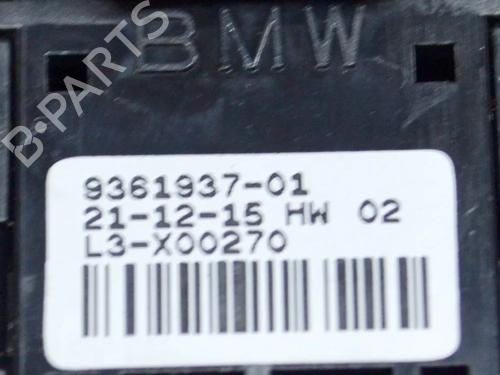 BMW
B-PARTS
9361937-01
21-12-15 HW 02
L3-X00270